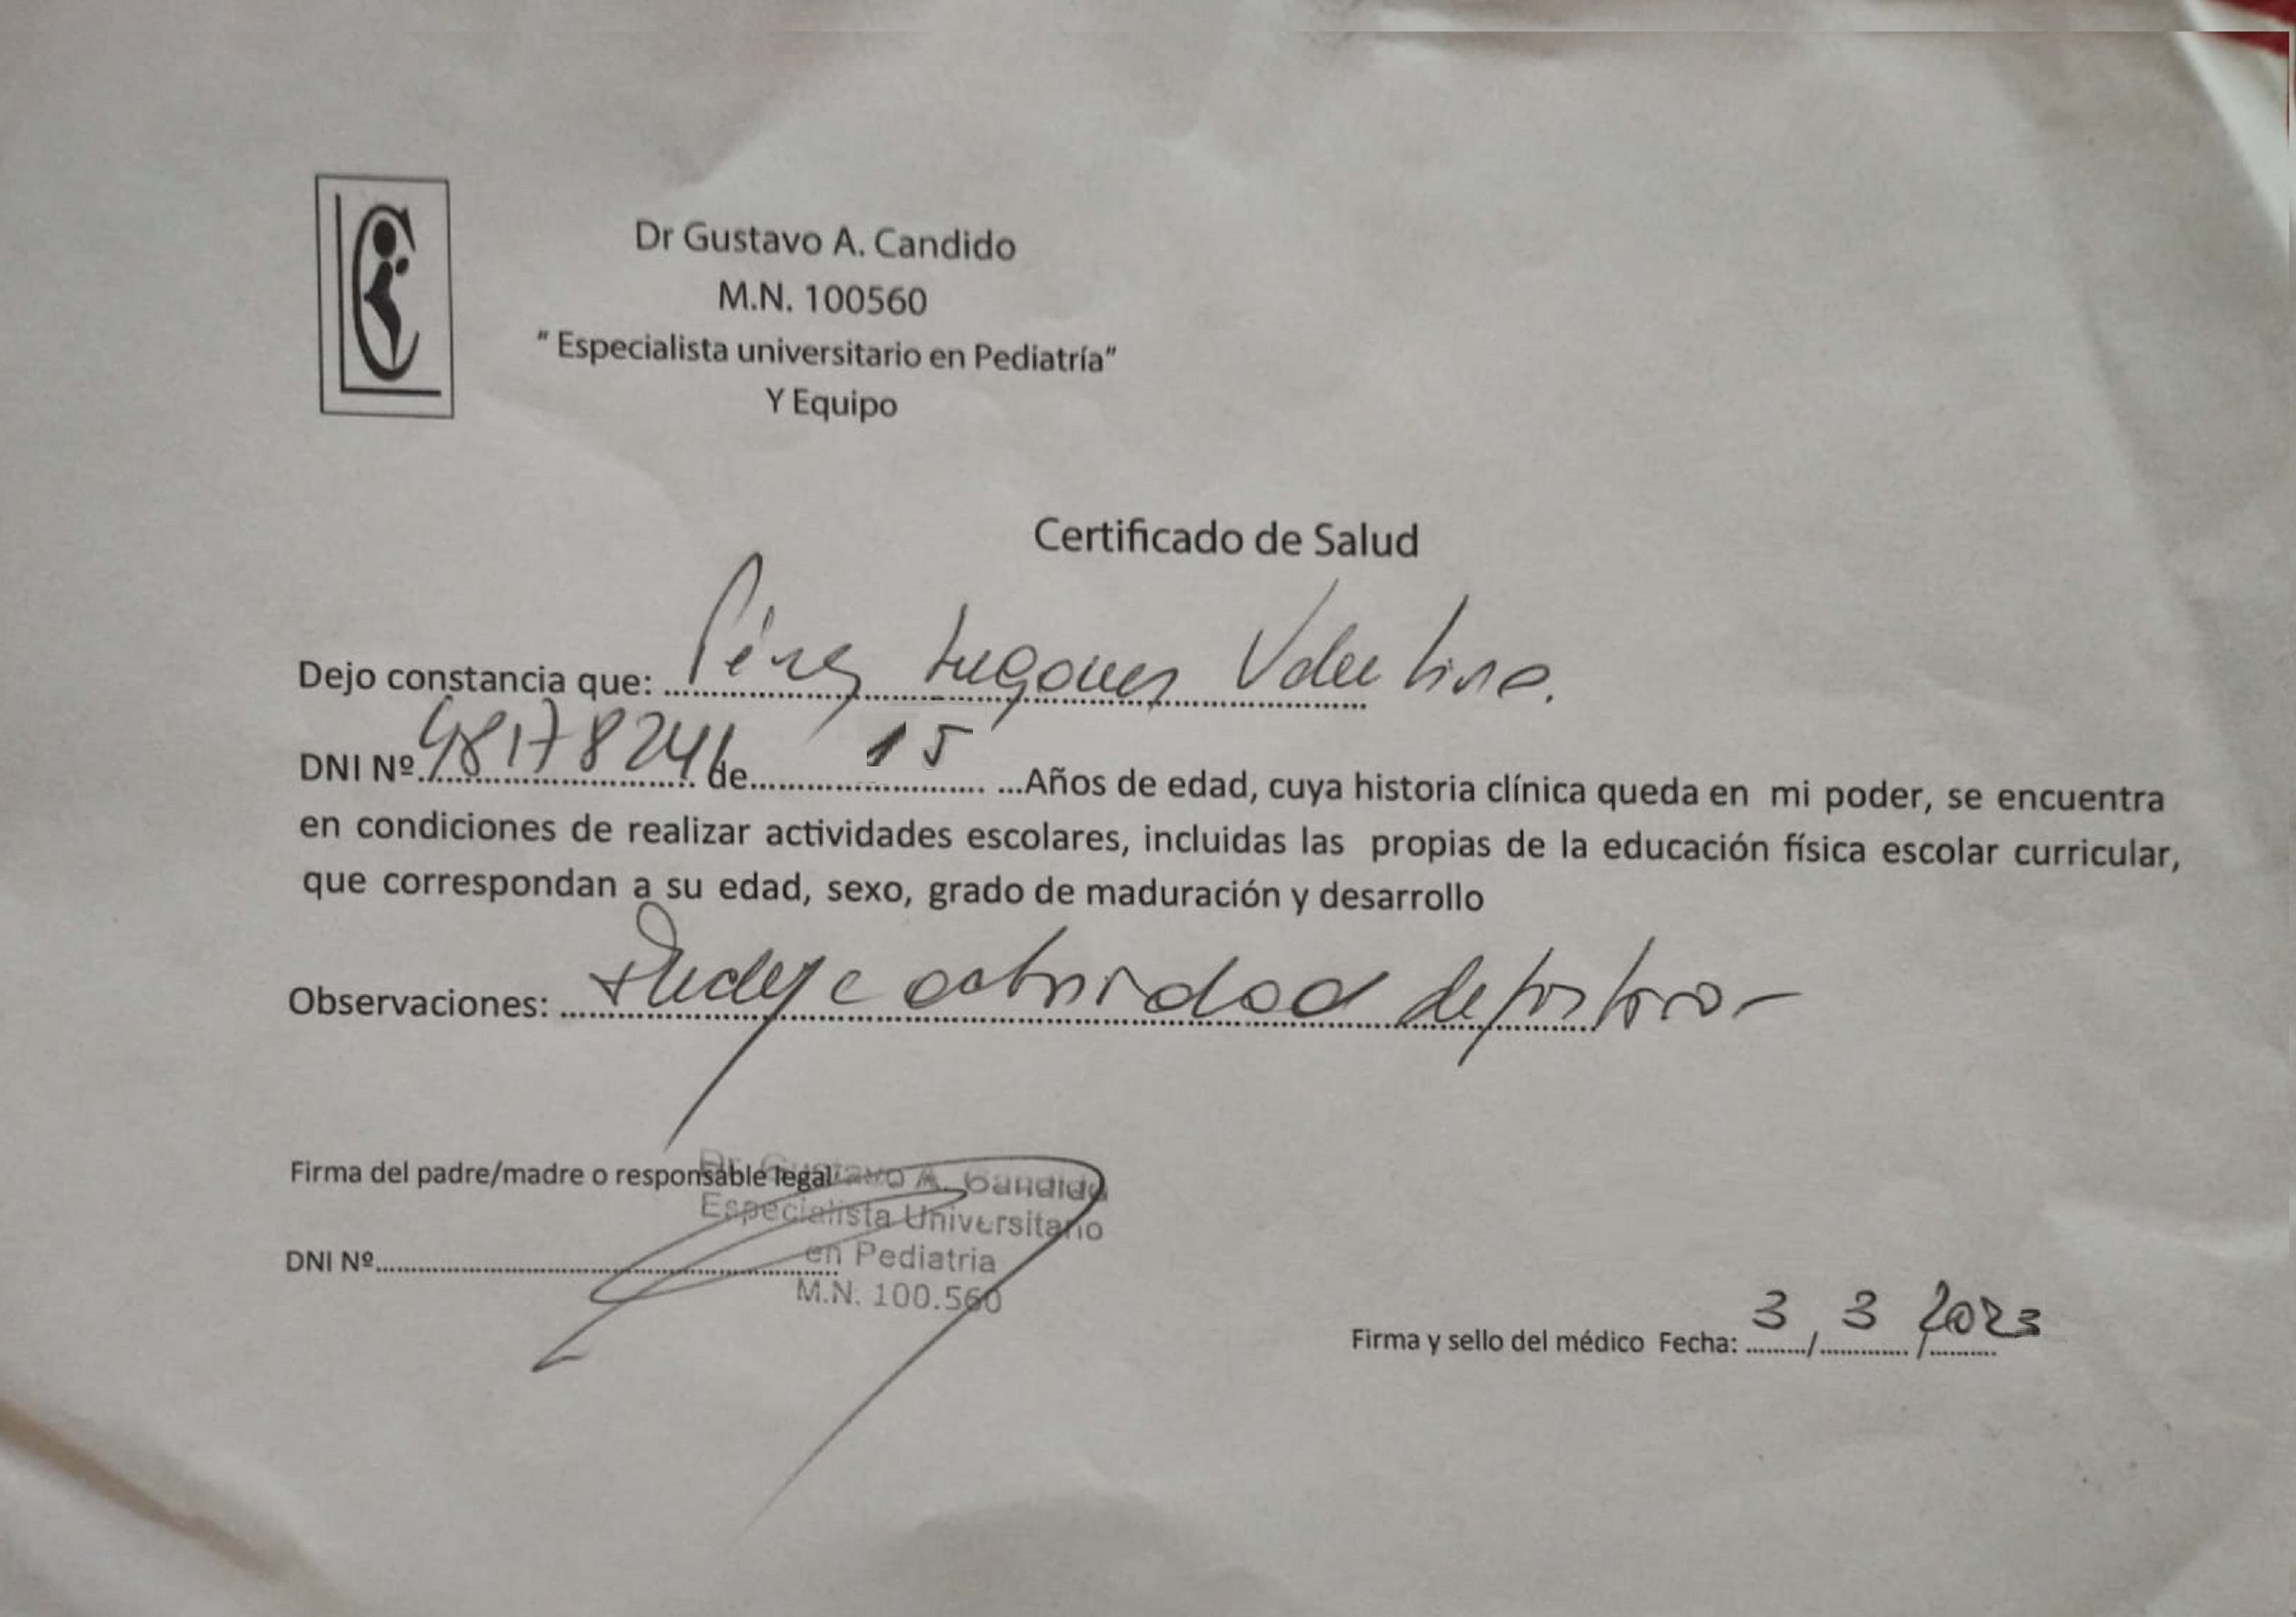 Dr Gustavo A. Candido
M.N. 100560
" Especialista universitario en Pediatría"
Y Equipo
Certificado de Salud
Dejo constancia que: Pérez Lugones Valentino.
DNI Nº 48178246 de 15 ...Años de edad, cuya historia clínica queda en mi poder, se encuentra
en condiciones de realizar actividades escolares, incluidas las propias de la educación física escolar curricular,
que correspondan a su edad, sexo, grado de maduración y desarrollo
Observaciones: actividad deportiva
Firma del padre/madre o responsable legal
Dr. Gustavo A. Candido
Especialista Universitario
en Pediatria
M.N. 100.560
DNI Nº
Firma y sello del médico Fecha: 3 / 3 / 2023